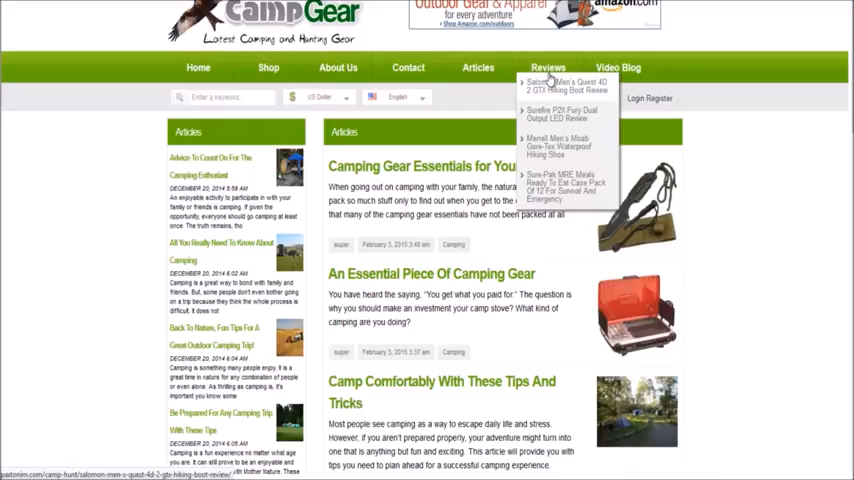 CampGear
Latest Camping and Hunting Gear
Outdoor Gear & Apparel
for every adventure
› Shop Amazon.com/outdoors
amazon.com
Home
Shop
About Us
Contact
Articles
Reviews
Video Blog
Enter a keyword.
$
US Dollar
English
Login Register
Salomon Men's Quest 4D
2 GTX Hiking Boot Review
Surefire P2X Fury Dual
Output LED Review
Merrell Men's Moab
Gore-Tex Waterproof
Hiking Shoe
Sure-Pak MRE Meals
Ready To Eat Case Pack
Of 12 For Survival And
Emergency
Articles
Advice To Count On For The
Camping Enthusiast
DECEMBER 20, 2014 5:59 AM
An enjoyable activity to participate in with your
family or friends is camping. If given the
opportunity, everyone should go camping at least
once. The truth remains, tho
All You Really Need To Know About
Camping
DECEMBER 20, 2014 6:02 AM
Camping is a great way to bond with family and
friends. But, some people don't even bother going
on a trip because they think the whole process is
difficult. It does not
Back To Nature, Fun Tips For A
Great Outdoor Camping Trip!
DECEMBER 20, 2014 6:04 AM
Camping is something many people enjoy. It is a
great time in nature for any combination of people
or even alone. As thrilling as camping is, it's
important you know some
Be Prepared For Any Camping Trip
With These Tips
DECEMBER 20, 2014 6:05 AM
Camping is a fun experience no matter what
age you are. It can still prove to be an enjoyable and
with Mother Nature. These
Articles
Camping Gear Essentials for You
When going out on camping with your family, the natura
pack so much stuff only to find out when you get to the c
that many of the camping gear essentials have not been packed at all
super
February 3, 2015 3:40 am
Camping
An Essential Piece Of Camping Gear
You have heard the saying, "You get what you paid for." The question is
why you should make an investment your camp stove? What kind of
camping are you doing?
super
February 3, 2015 3:37 am
Camping
Camp Comfortably With These Tips And
Tricks
Most people see camping as a way to escape daily life and stress.
However, if you aren't prepared properly, your adventure might turn into
one that is anything but fun and exciting. This article will provide you with
tips you need to plan ahead for a successful camping experience.
paxtonim.com/camp-hunt/salomon-men-s-quest-4d-2-gtx-hiking-boot-review/